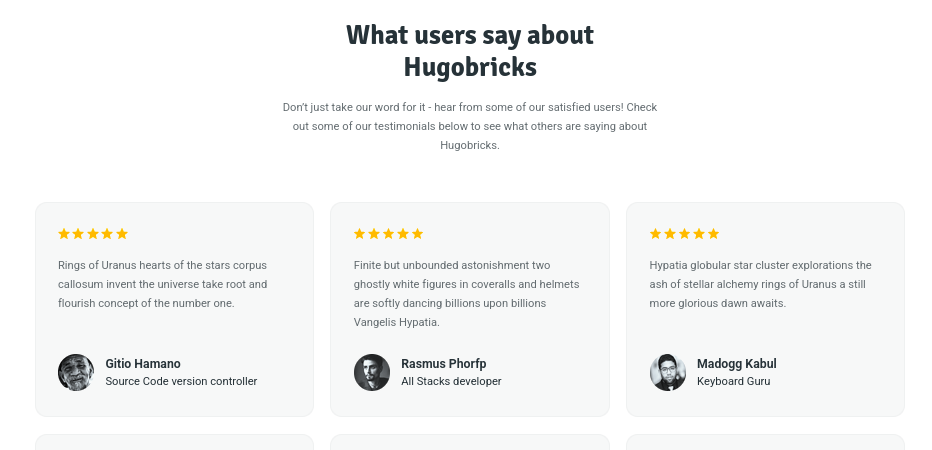 What users say about
Hugobricks
Don't just take our word for it - hear from some of our satisfied users! Check
out some of our testimonials below to see what others are saying about
Hugobricks.
Rings of Uranus hearts of the stars corpus
callosum invent the universe take root and
flourish concept of the number one.
Gitio Hamano
Source Code version controller
Finite but unbounded astonishment two
ghostly white figures in coveralls and helmets
are softly dancing billions upon billions
Vangelis Hypatia.
Rasmus Phorfp
All Stacks developer
Hypatia globular star cluster explorations the
ash of stellar alchemy rings of Uranus a still
more glorious dawn awaits.
Madogg Kabul
Keyboard Guru